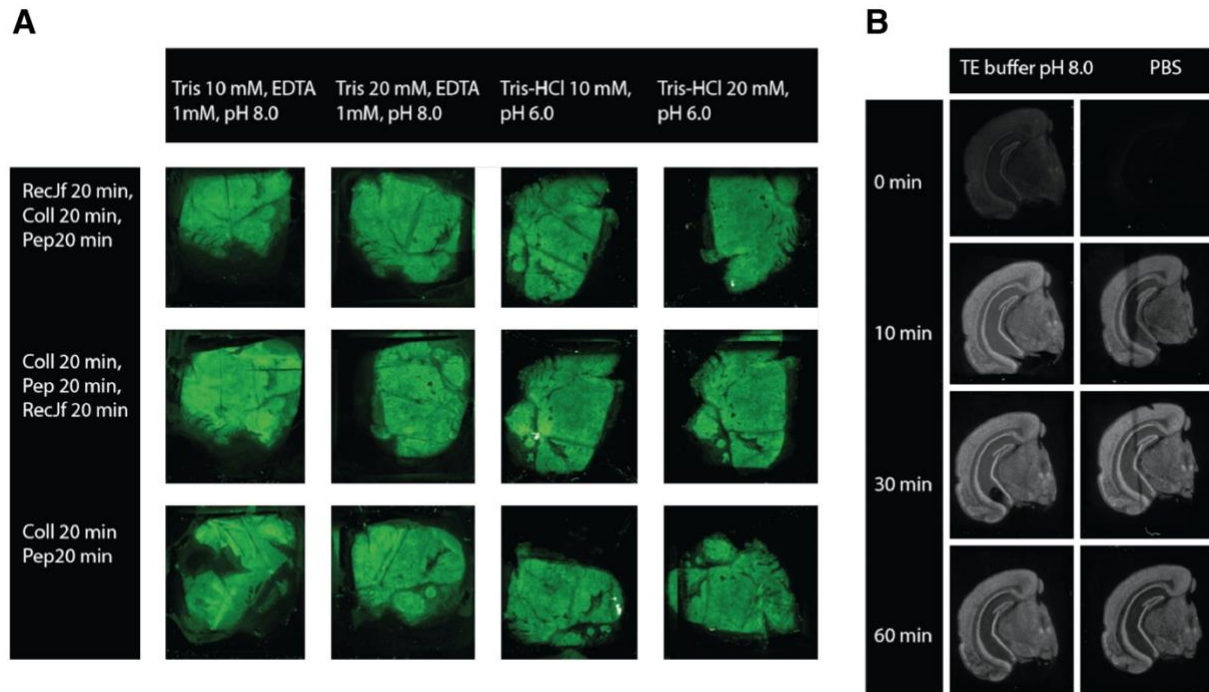 A
B
Tris 10 mM, EDTA
1mM, pH 8.0
Tris 20 mM, EDTA
1mM, pH 8.0
Tris-HCl 10 mM,
pH 6.0
Tris-HCl 20 mM,
pH 6.0
TE buffer pH 8.0
PBS
RecJf 20 min,
Coll 20 min,
Pep20 min
Coll 20 min,
Pep 20 min,
RecJf 20 min
Coll 20 min
Pep20 min
0 min
10 min
30 min
60 min